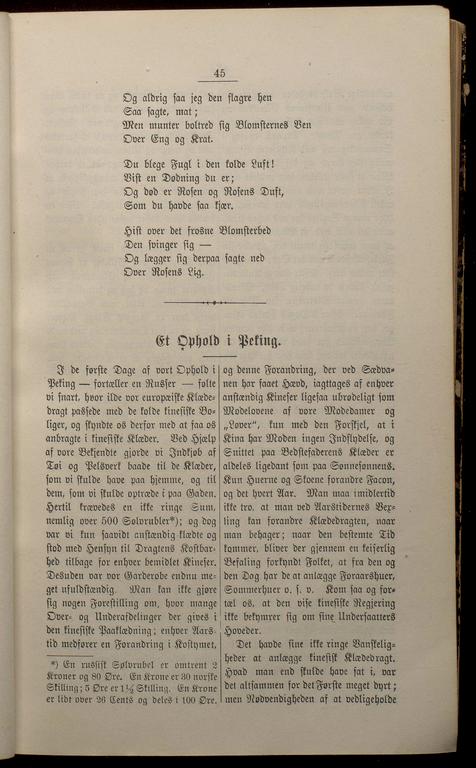 45
Og aldrig saa jeg den flagre hen
Saa sagte, mat;
Men munter boltred sig Blomsternes Ven
Over Eng og Krat.
Du blege Fugl i den kolde Luft!
Vist en Dødning du er;
Og død er Rosen og Rosens Duft,
Som du havde saa kjær.
Hist over det frosne Blomsterbed
Den svinger sig —
Og lægger sig derpaa sagte ned
Over Rosens Lig.
Et Ophold i Peking.
I de første Dage af vort Ophold i
Peking — fortæller en Russer — følte
vi snart, hvor ilde vor europæiske Klæde-
dragt passede med de kolde kinesiske Bo-
liger, og skyndte os derfor med at faa os
anbragte i kinesiske Klæder. Ved Hjælp
af vore Bekjendte gjorde vi Indkjøb af
Tøi og Pelsverk baade til de Klæder,
som vi skulde have paa hjemme, og til
dem, som vi skulde optræde i paa Gaden.
Hertil krævedes en ikke ringe Sum,
nemlig over 500 Sølvrubler*); og dog
var vi kun saavidt anstændig klædte og
stod med Hensyn til Dragtens Kostbar-
hed tilbage for enhver bemidlet Kineser.
Desuden var vor Garderobe endnu me-
get ufuldstændig. Man kan ikke gjøre
sig nogen Forestilling om, hvor mange
Over- og Underafdelinger der gives i
den kinesiske Paaklædning; enhver Aars-
tid medfører en Forandring i Kostymet,
*) En russisk Sølvrubel er omtrent 2
Kroner og 80 Øre. En Krone er 30 norske
Skilling; 5 Øre er 1½ Skilling. En Krone
er lidt over 26 Cents og deles i 100 Øre.
og denne Forandring, der ved Sædva-
nen har faaet Hævd, iagttages af enhver
anstændig Kineser ligesaa ubrødeligt som
Modelovene af vore Modedamer og
„Løver“, kun med den Forskjel, at i
Kina har Moden ingen Indflydelse, og
Snittet paa Bedstefaderens Klæder er
aldeles ligedant som paa Sønnesønnens.
Kun Huerne og Skoene forandre Facon,
og det hvert Aar. Man maa imidlertid
ikke tro, at man ved Aarstidernes Vex-
ling kan forandre Klædedragten, naar
man behager; naar den bestemte Tid
kommer, bliver der gjennem en keiserlig
Befaling forkyndt Folket, at fra den og
den Dag har de at anlægge Foraarshuer,
Sommerhuer o. s. v. Kom saa og for-
tæl os, at den vise kinesiske Regjering
ikke bekymrer sig om sine Undersaatters
Hoveder.
Det havde sine ikke ringe Vanskelig-
heder at anlægge kinesisk Klædedragt.
Hvad man end skulde have fat i, var
det altsammen for det Første meget dyrt;
men Nødvendigheden af at vedligeholde